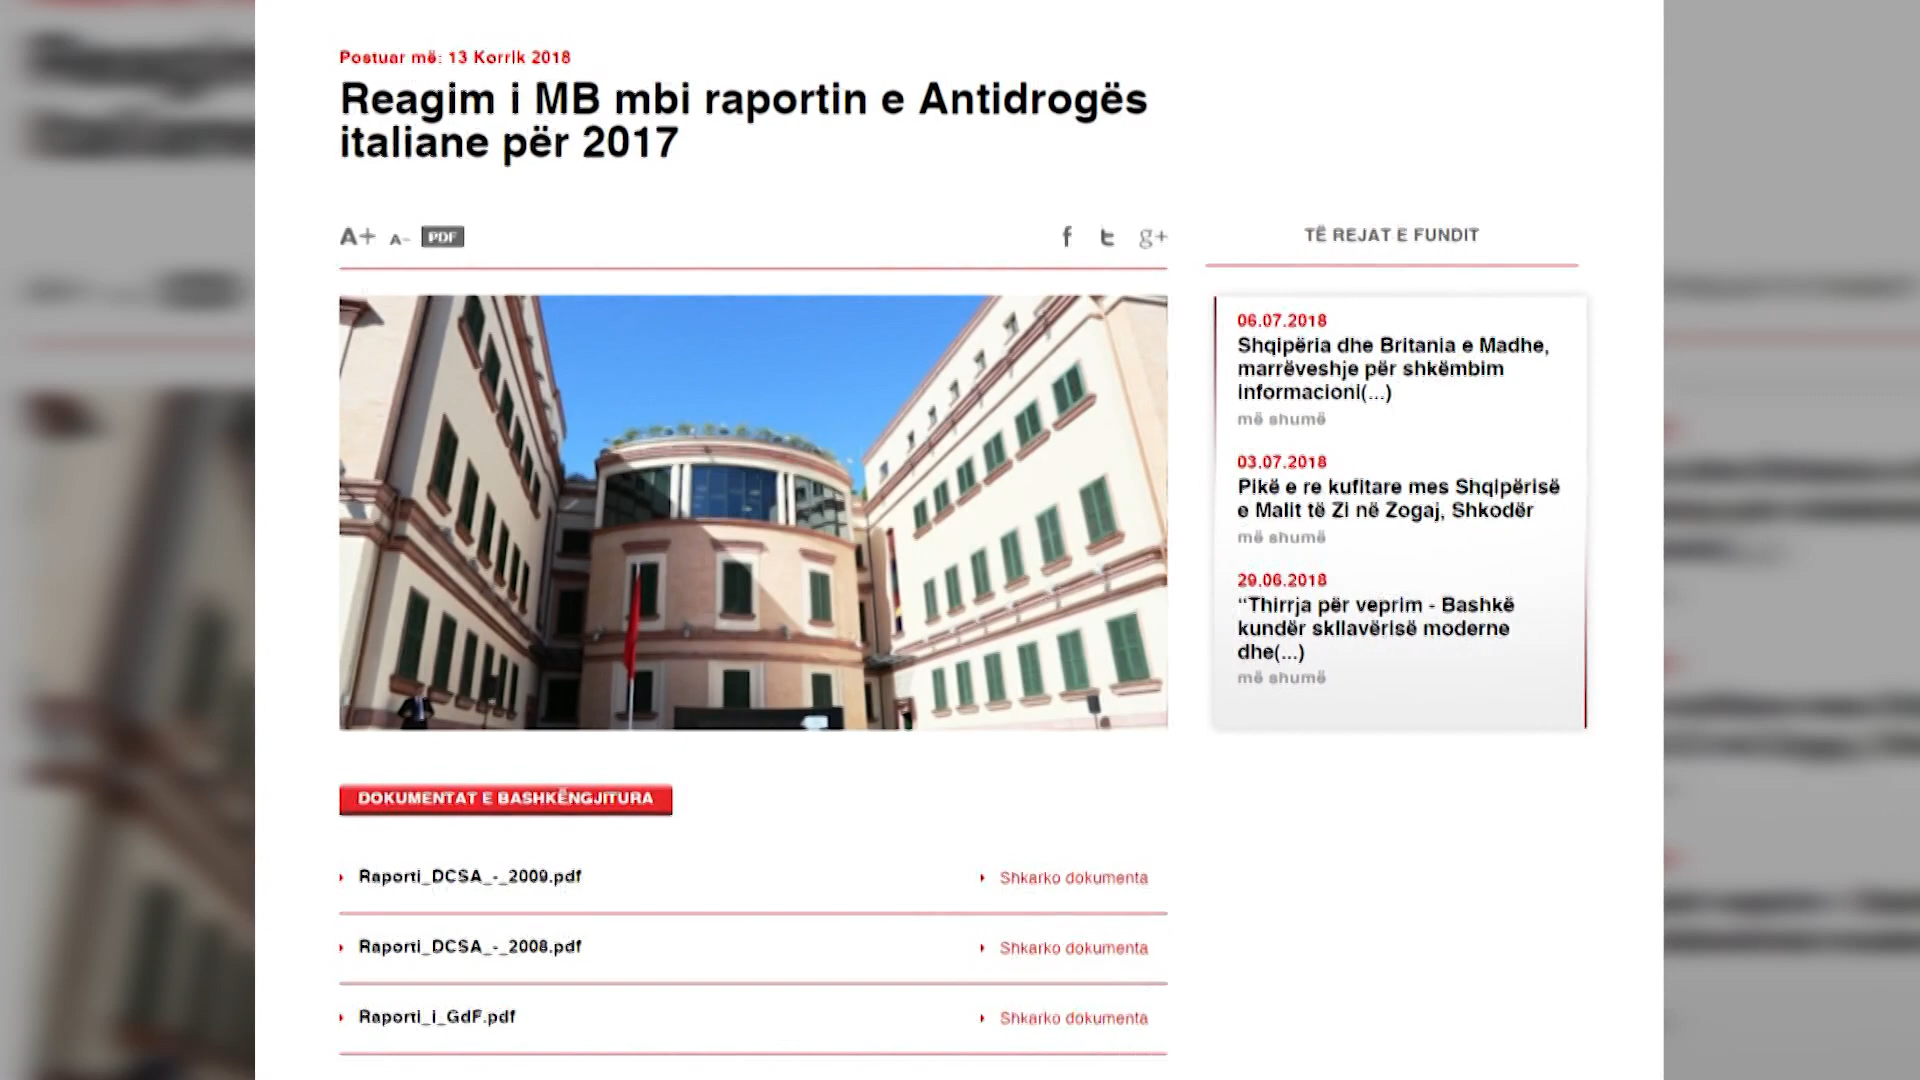 Postuar më: 13 Korrik 2018
Reagim i MB mbi raportin e Antidrogës
italiane për 2017
A+ A- PDF
f t g+
TË REJAT E FUNDIT
06.07.2018
Shqipëria dhe Britania e Madhe,
marrëveshje për shkëmbim
informacioni(...)
më shumë
03.07.2018
Pikë e re kufitare mes Shqipërisë
e Malit të Zi në Zogaj, Shkodër
më shumë
29.06.2018
“Thirrja për veprim - Bashkë
kundër skllavërisë moderne
dhe(...)
më shumë
DOKUMENTAT E BASHKËNGJITURA
Raporti_DCSA_-_2009.pdf Shkarko dokumenta
Raporti_DCSA_-_2008.pdf Shkarko dokumenta
Raporti_i_GdF.pdf Shkarko dokumenta